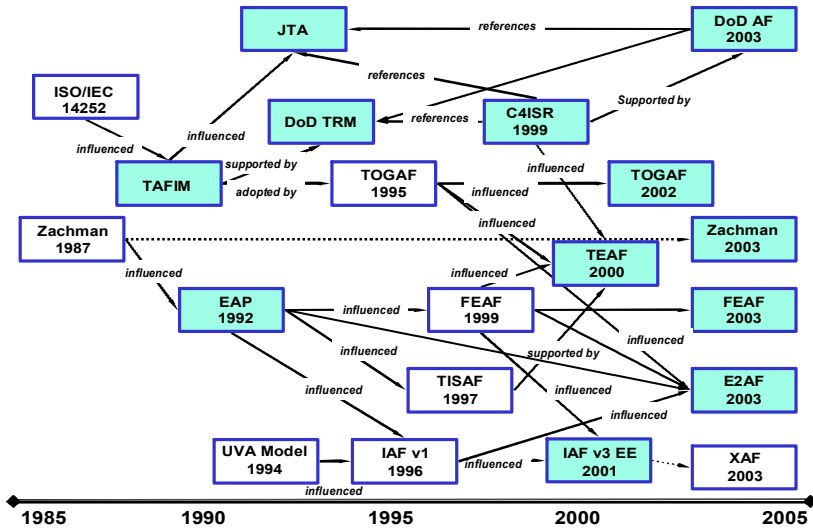 JTA
references
DoD AF
2003
references
ISO/IEC
14252
Supported by
influenced
DoD TRM
references
C4ISR
1999
influenced
supported by
influenced
TAFIM
adopted by
TOGAF
1995
influenced
TOGAF
2002
influenced
Zachman
1987
Zachman
2003
TEAF
2000
influenced
influenced
EAP
1992
influenced
FEAF
1999
FEAF
2003
influenced
supported by
TISAF
1997
E2AF
2003
influenced
influenced
influenced
UVA Model
1994
IAF v1
1996
influenced
IAF v3 EE
2001
XAF
2003
influenced
1985
1990
1995
2000
2005